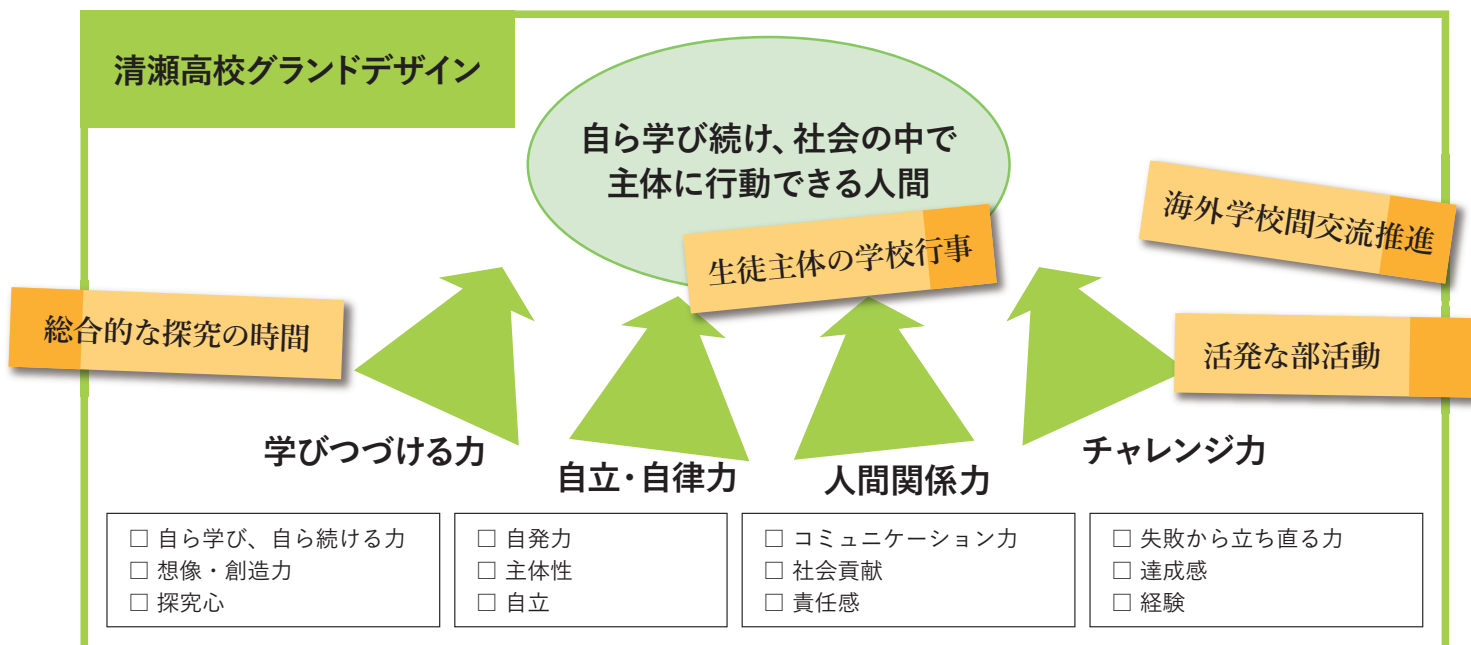 清瀬高校グランドデザイン
自ら学び続け、社会の中で
主体に行動できる人間
生徒主体の学校行事
海外学校間交流推進
総合的な探究の時間
活発な部活動
学びつづける力
自立・自律力
人間関係力
チャレンジ力
□ 自ら学び、自ら続ける力
□ 想像・創造力
□ 探究心
□ 自発力
□ 主体性
□ 自立
□ コミュニケーション力
□ 社会貢献
□ 責任感
□ 失敗から立ち直る力
□ 達成感
□ 経験